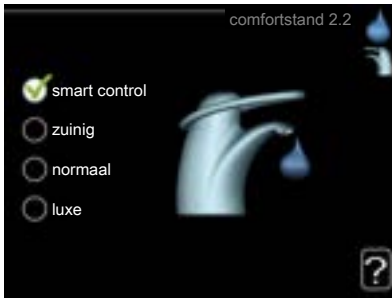 comfortstand 2.2
smart control
zuinig
normaal
luxe
?